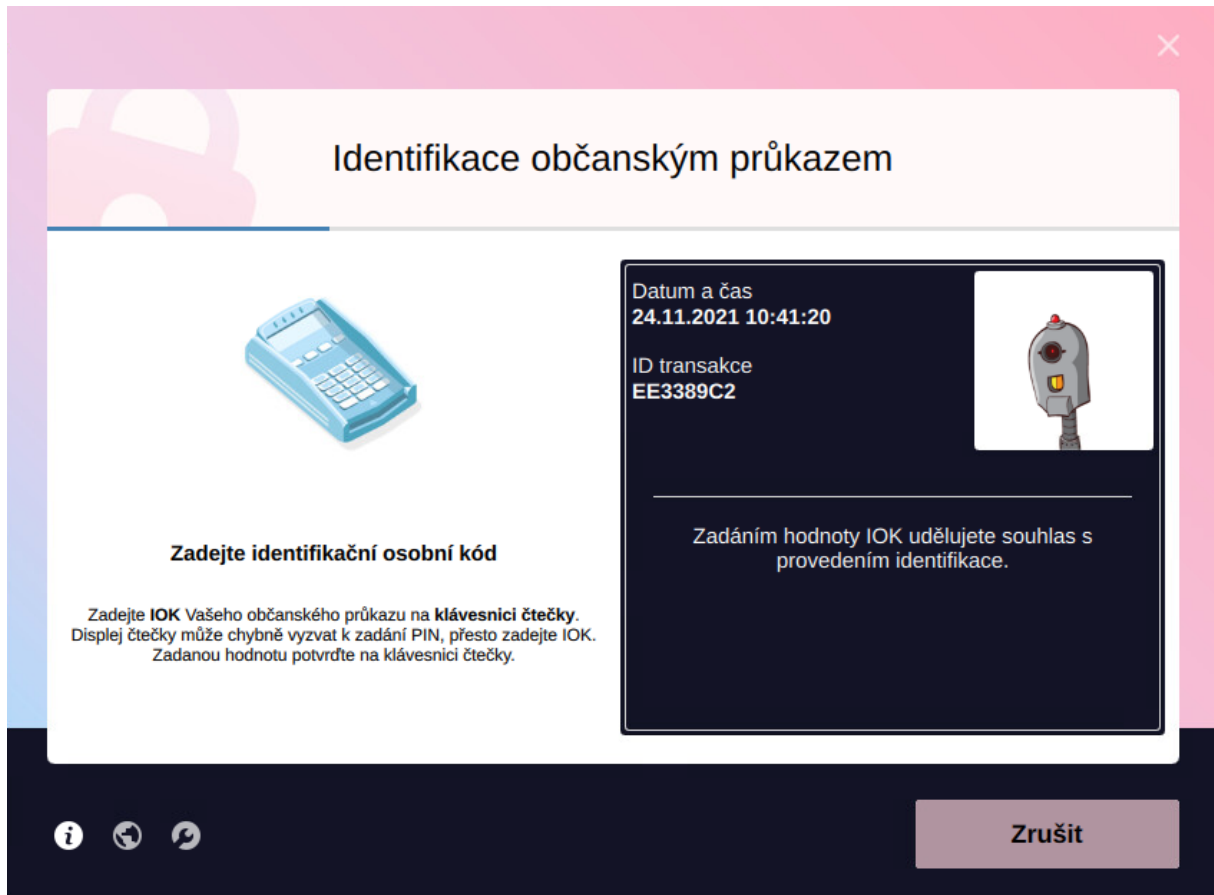 Identifikace občanským průkazem
Zadejte identifikační osobní kód
Zadejte IOK Vašeho občanského průkazu na klávesnici čtečky.
Displej čtečky může chybně vyzvat k zadání PIN, přesto zadejte IOK.
Zadanou hodnotu potvrďte na klávesnici čtečky.
Datum a čas
24.11.2021 10:41:20
ID transakce
EE3389C2
Zadáním hodnoty IOK udělujete souhlas s
provedením identifikace.
Zrušit